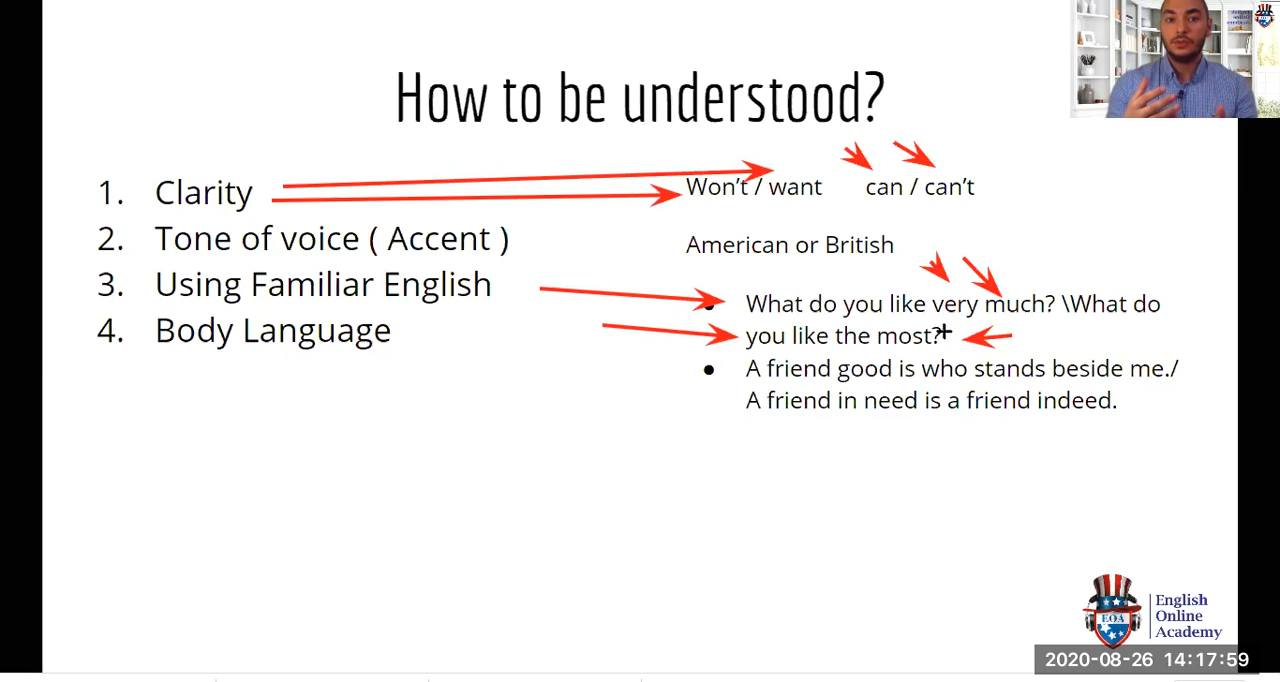 How to be understood?
1. Clarity
2. Tone of voice ( Accent )
3. Using Familiar English
4. Body Language
Won't / want can / can't
American or British
● What do you like very much? \What do
you like the most?
● A friend good is who stands beside me./
A friend in need is a friend indeed.
EOA
English
Online
Academy
2020-08-26 14:17:59